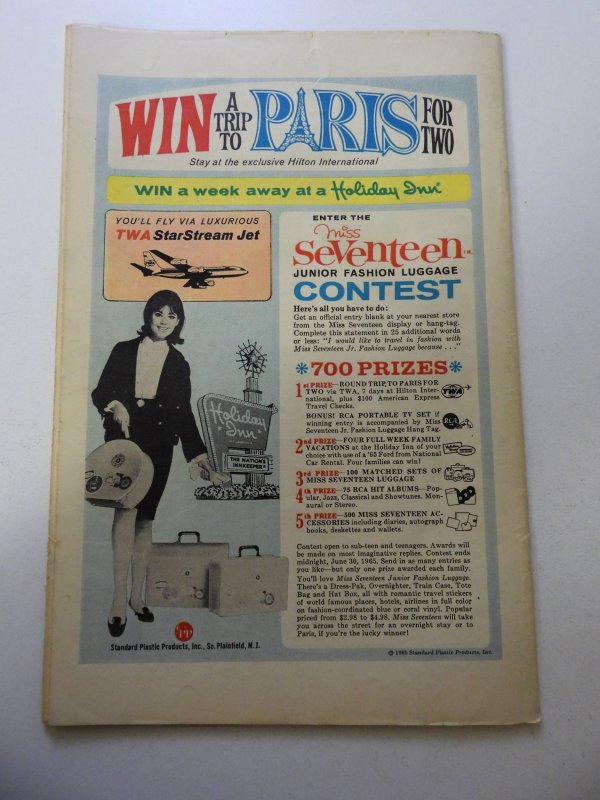 WIN A TRIP TO PARIS FOR TWO
Stay at the exclusive Hilton International
WIN a week away at a Holiday Inn
YOU'LL FLY VIA LUXURIOUS
TWA StarStream Jet
Holiday Inn
THE NATION'S
INNKEEPER
PP
Standard Plastic Products, Inc., So. Plainfield, N.J.
ENTER THE
miss
Seventeen TM
JUNIOR FASHION LUGGAGE
CONTEST
Here's all you have to do:
Get an official entry blank at your nearest store
from the Miss Seventeen display or hang-tag.
Complete this statement in 25 additional words
or less: "I would like to travel in fashion with
Miss Seventeen Jr. Fashion Luggage because . . ."
*700 PRIZES*
1st PRIZE—ROUND TRIP, TO PARIS FOR
TWO via TWA, 7 days at Hilton Inter-
national, plus $100 American Express
Travel Checks.
TWA
BONUS! RCA PORTABLE TV SET if
winning entry is accompanied by Miss
Seventeen Jr. Fashion Luggage Hang Tag.
RCA
2nd PRIZE—FOUR FULL WEEK FAMILY
VACATIONS at the Holiday Inn of your
choice with use of a '65 Ford from National
Car Rental. Four families can win!
3rd PRIZE—100 MATCHED SETS OF
MISS SEVENTEEN LUGGAGE
4th PRIZE—75 RCA HIT ALBUMS—Pop-
ular, Jazz, Classical and Showtunes. Mon-
aural or Stereo.
5th PRIZE—500 MISS SEVENTEEN AC-
CESSORIES including diaries, autograph
books, deskettes and wallets.
Contest open to sub-teen and teenagers. Awards will
be made on most imaginative replies. Contest ends
midnight, June 30, 1965. Send in as many entries as
you like—but only one prize awarded each family.
You'll love Miss Seventeen Junior Fashion Luggage.
There's a Dress-Pak, Overnighter, Train Case, Tote
Bag and Hat Box, all with romantic travel stickers
of world famous places, hotels, airlines in full color
on fashion-coordinated blue or coral vinyl. Popular
priced from $2.98 to $4.98. Miss Seventeen will take
you across the street for an overnight stay or to
Paris, if you're the lucky winner!
© 1965 Standard Plastic Products, Inc.